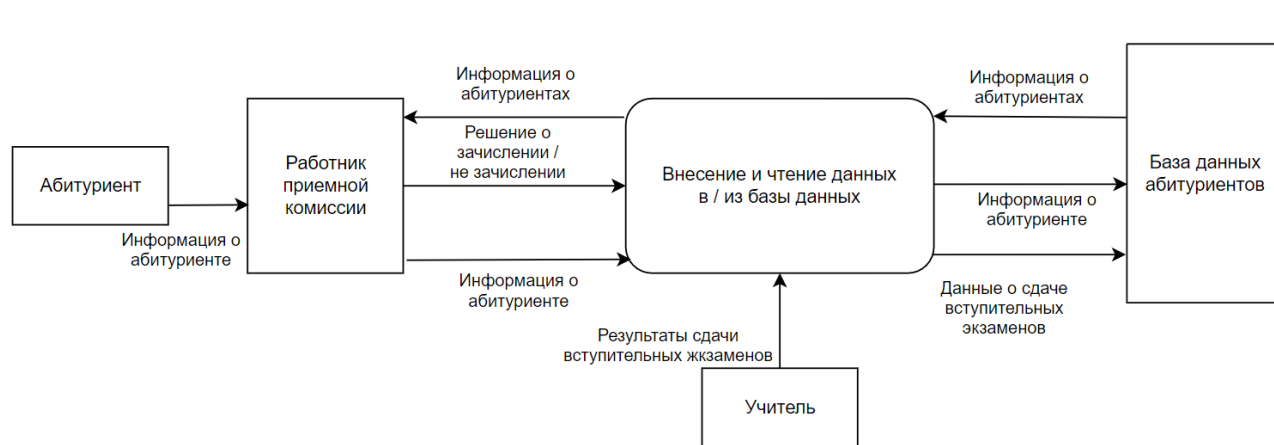 Информация о
абитуриентах
Информация о
абитуриентах
Решение о
зачислении /
не зачислении
Абитуриент
Работник
приемной
комиссии
Внесение и чтение данных
в / из базы данных
База данных
абитуриентов
Информация о
абитуриенте
Информация о
абитуриенте
Информация о
абитуриенте
Данные о сдаче
вступительных
экзаменов
Результаты сдачи
вступительных жкзаменов
Учитель